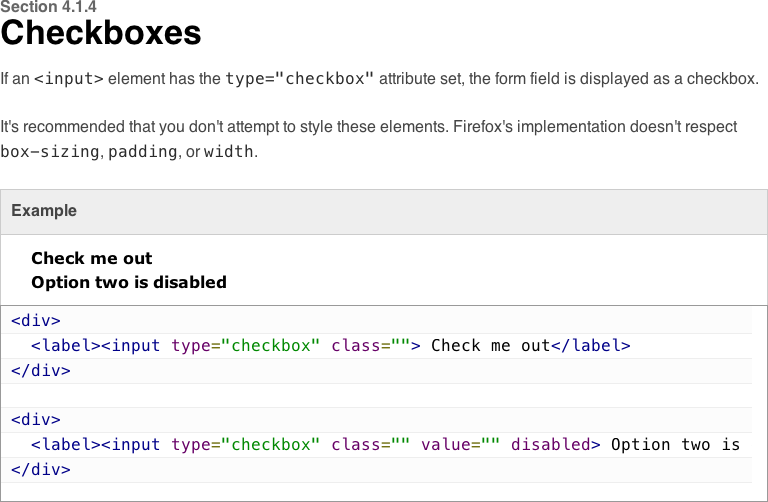 Section 4.1.4
Checkboxes
If an <input> element has the type="checkbox" attribute set, the form field is displayed as a checkbox.
It's recommended that you don't attempt to style these elements. Firefox's implementation doesn't respect
box-sizing, padding, or width.
Example
Check me out
Option two is disabled
<div>
  <label><input type="checkbox" class=""> Check me out</label>
</div>
<div>
  <label><input type="checkbox" class="" value="" disabled> Option two is
</div>